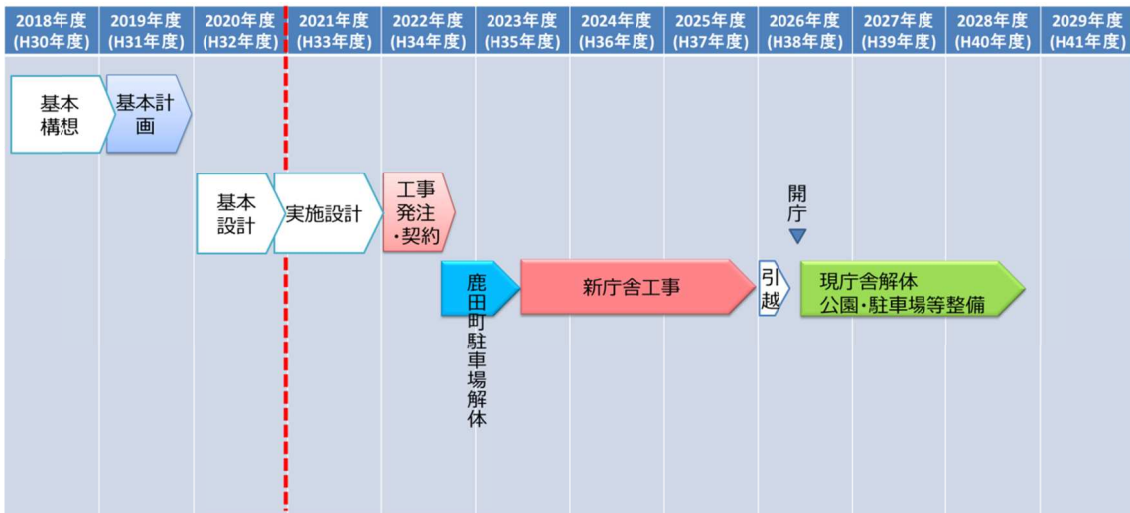 2018年度
(H30年度)
2019年度
(H31年度)
2020年度
(H32年度)
2021年度
(H33年度)
2022年度
(H34年度)
2023年度
(H35年度)
2024年度
(H36年度)
2025年度
(H37年度)
2026年度
(H38年度)
2027年度
(H39年度)
2028年度
(H40年度)
2029年度
(H41年度)
基本
構想
基本計
画
基本
設計
実施設計
工事
発注
・契約
開庁
鹿田町駐車場解体
新庁舎工事
引越
現庁舎解体
公園・駐車場等整備